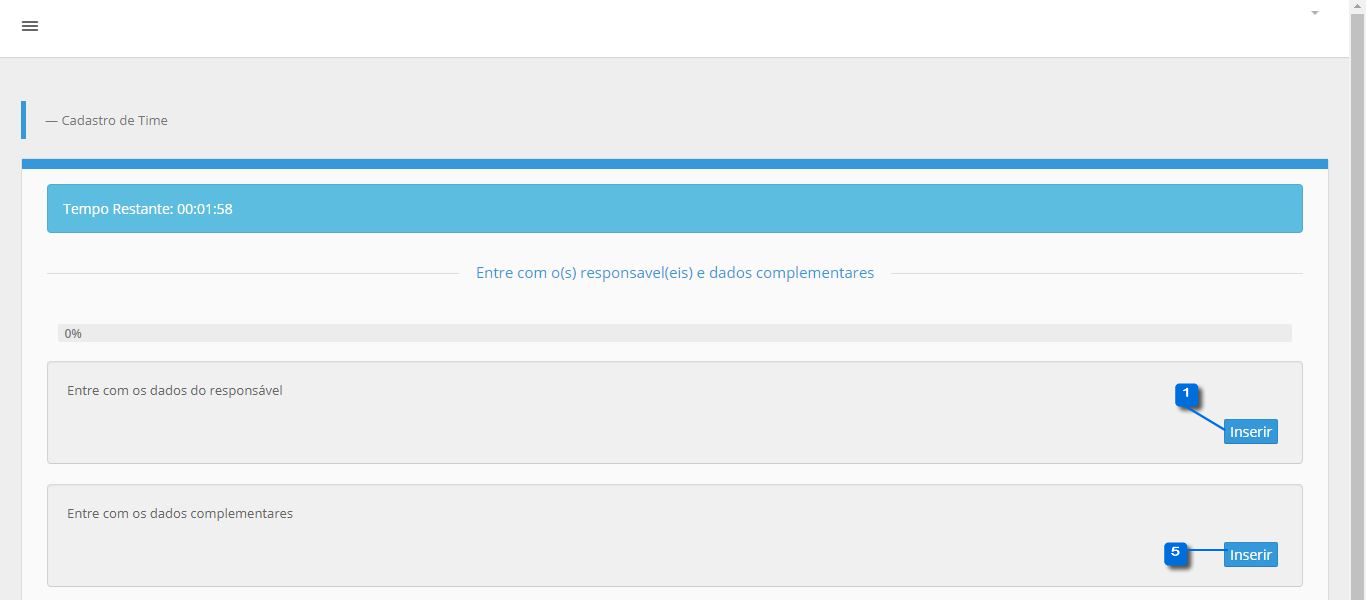 — Cadastro de Time
Tempo Restante: 00:01:58
Entre com o(s) responsavel(eis) e dados complementares
0%
Entre com os dados do responsável
1
Inserir
Entre com os dados complementares
5
Inserir